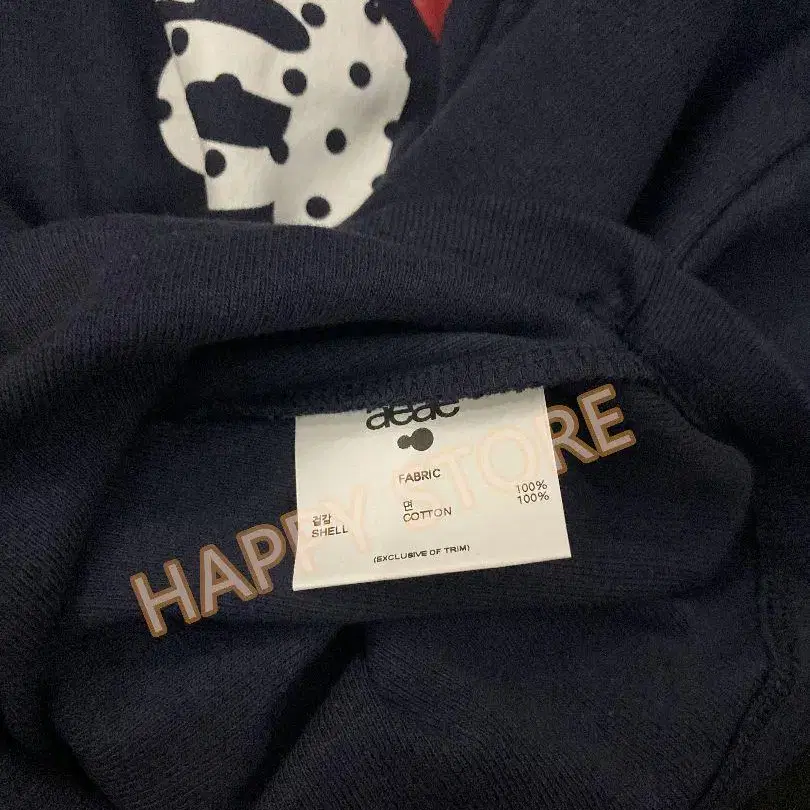 aeae
FABRIC
겉감 면 100%
SHELL COTTON 100%
(EXCLUSIVE OF TRIM)
HAPPY STORE